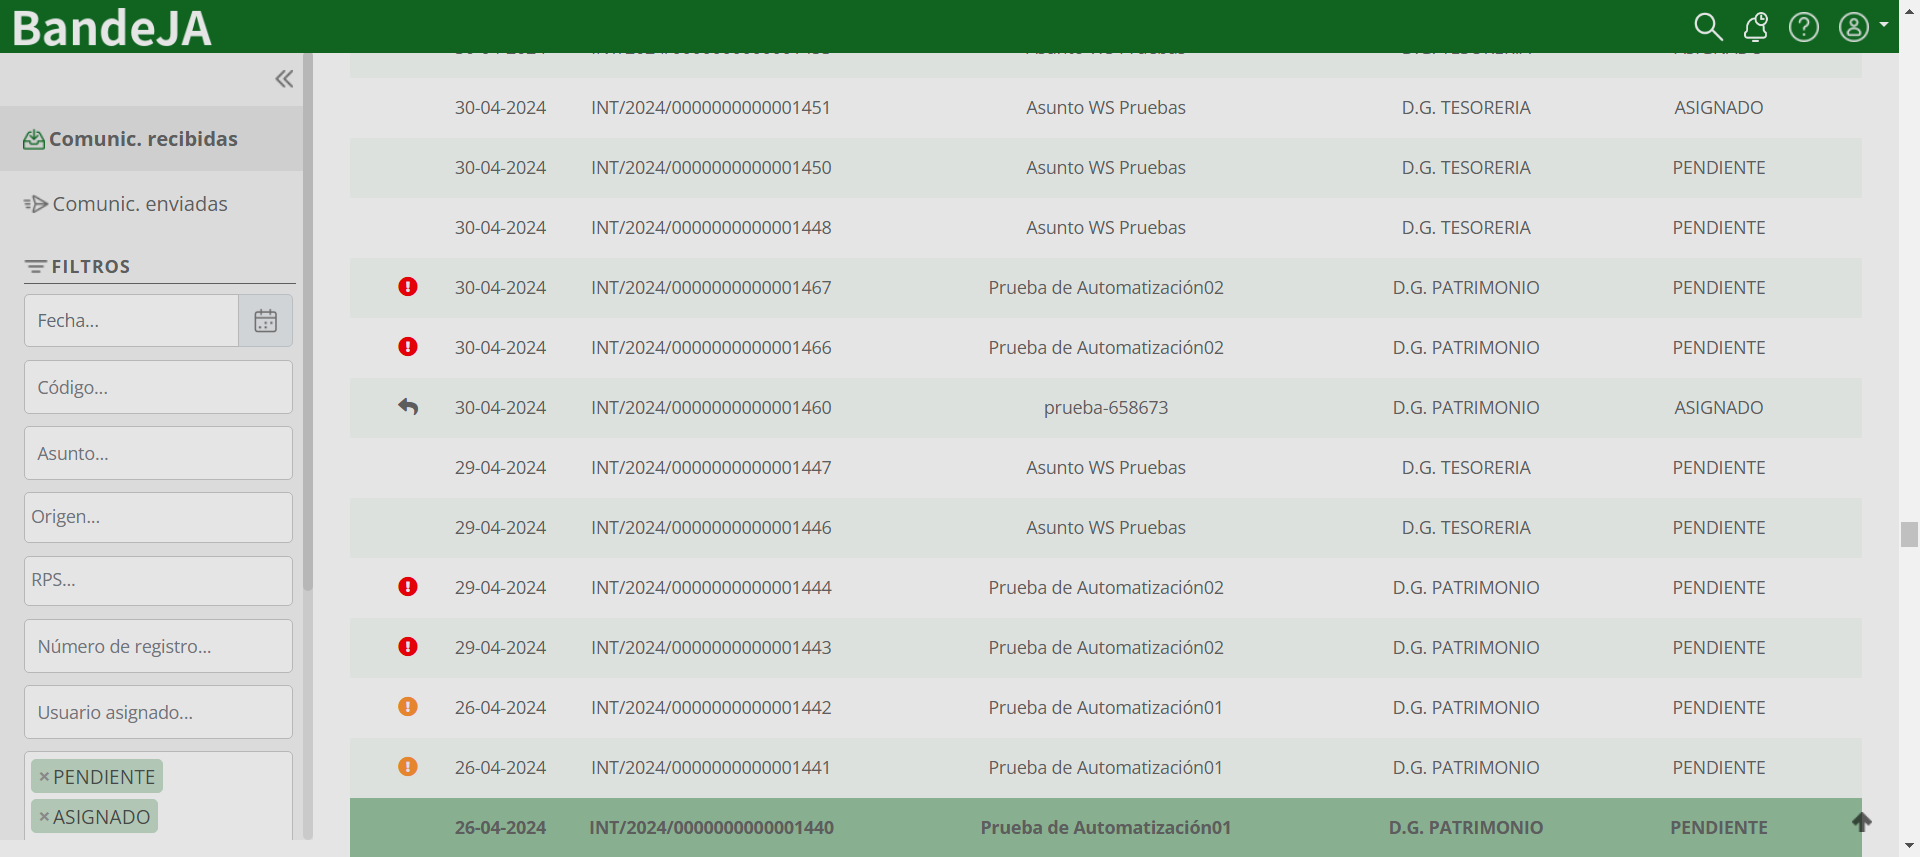 BandeJA
Comunic. recibidas
Comunic. enviadas
FILTROS
Fecha...
Código...
Asunto...
Origen...
RPS...
Número de registro...
Usuario asignado...
×PENDIENTE
×ASIGNADO
30-04-2024 INT/2024/0000000000001451 Asunto WS Pruebas D.G. TESORERIA ASIGNADO
30-04-2024 INT/2024/0000000000001450 Asunto WS Pruebas D.G. TESORERIA PENDIENTE
30-04-2024 INT/2024/0000000000001448 Asunto WS Pruebas D.G. TESORERIA PENDIENTE
30-04-2024 INT/2024/0000000000001467 Prueba de Automatización02 D.G. PATRIMONIO PENDIENTE
30-04-2024 INT/2024/0000000000001466 Prueba de Automatización02 D.G. PATRIMONIO PENDIENTE
30-04-2024 INT/2024/0000000000001460 prueba-658673 D.G. PATRIMONIO ASIGNADO
29-04-2024 INT/2024/0000000000001447 Asunto WS Pruebas D.G. TESORERIA PENDIENTE
29-04-2024 INT/2024/0000000000001446 Asunto WS Pruebas D.G. TESORERIA PENDIENTE
29-04-2024 INT/2024/0000000000001444 Prueba de Automatización02 D.G. PATRIMONIO PENDIENTE
29-04-2024 INT/2024/0000000000001443 Prueba de Automatización02 D.G. PATRIMONIO PENDIENTE
26-04-2024 INT/2024/0000000000001442 Prueba de Automatización01 D.G. PATRIMONIO PENDIENTE
26-04-2024 INT/2024/0000000000001441 Prueba de Automatización01 D.G. PATRIMONIO PENDIENTE
26-04-2024 INT/2024/0000000000001440 Prueba de Automatización01 D.G. PATRIMONIO PENDIENTE